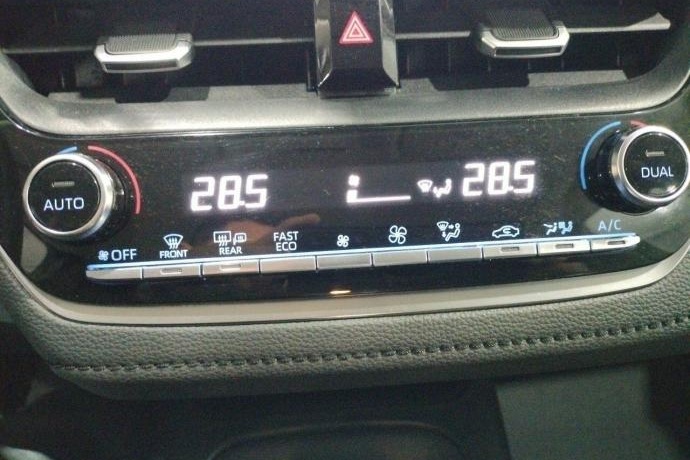 28.5 28.5
AUTO DUAL
OFF FRONT REAR FAST ECO A/C